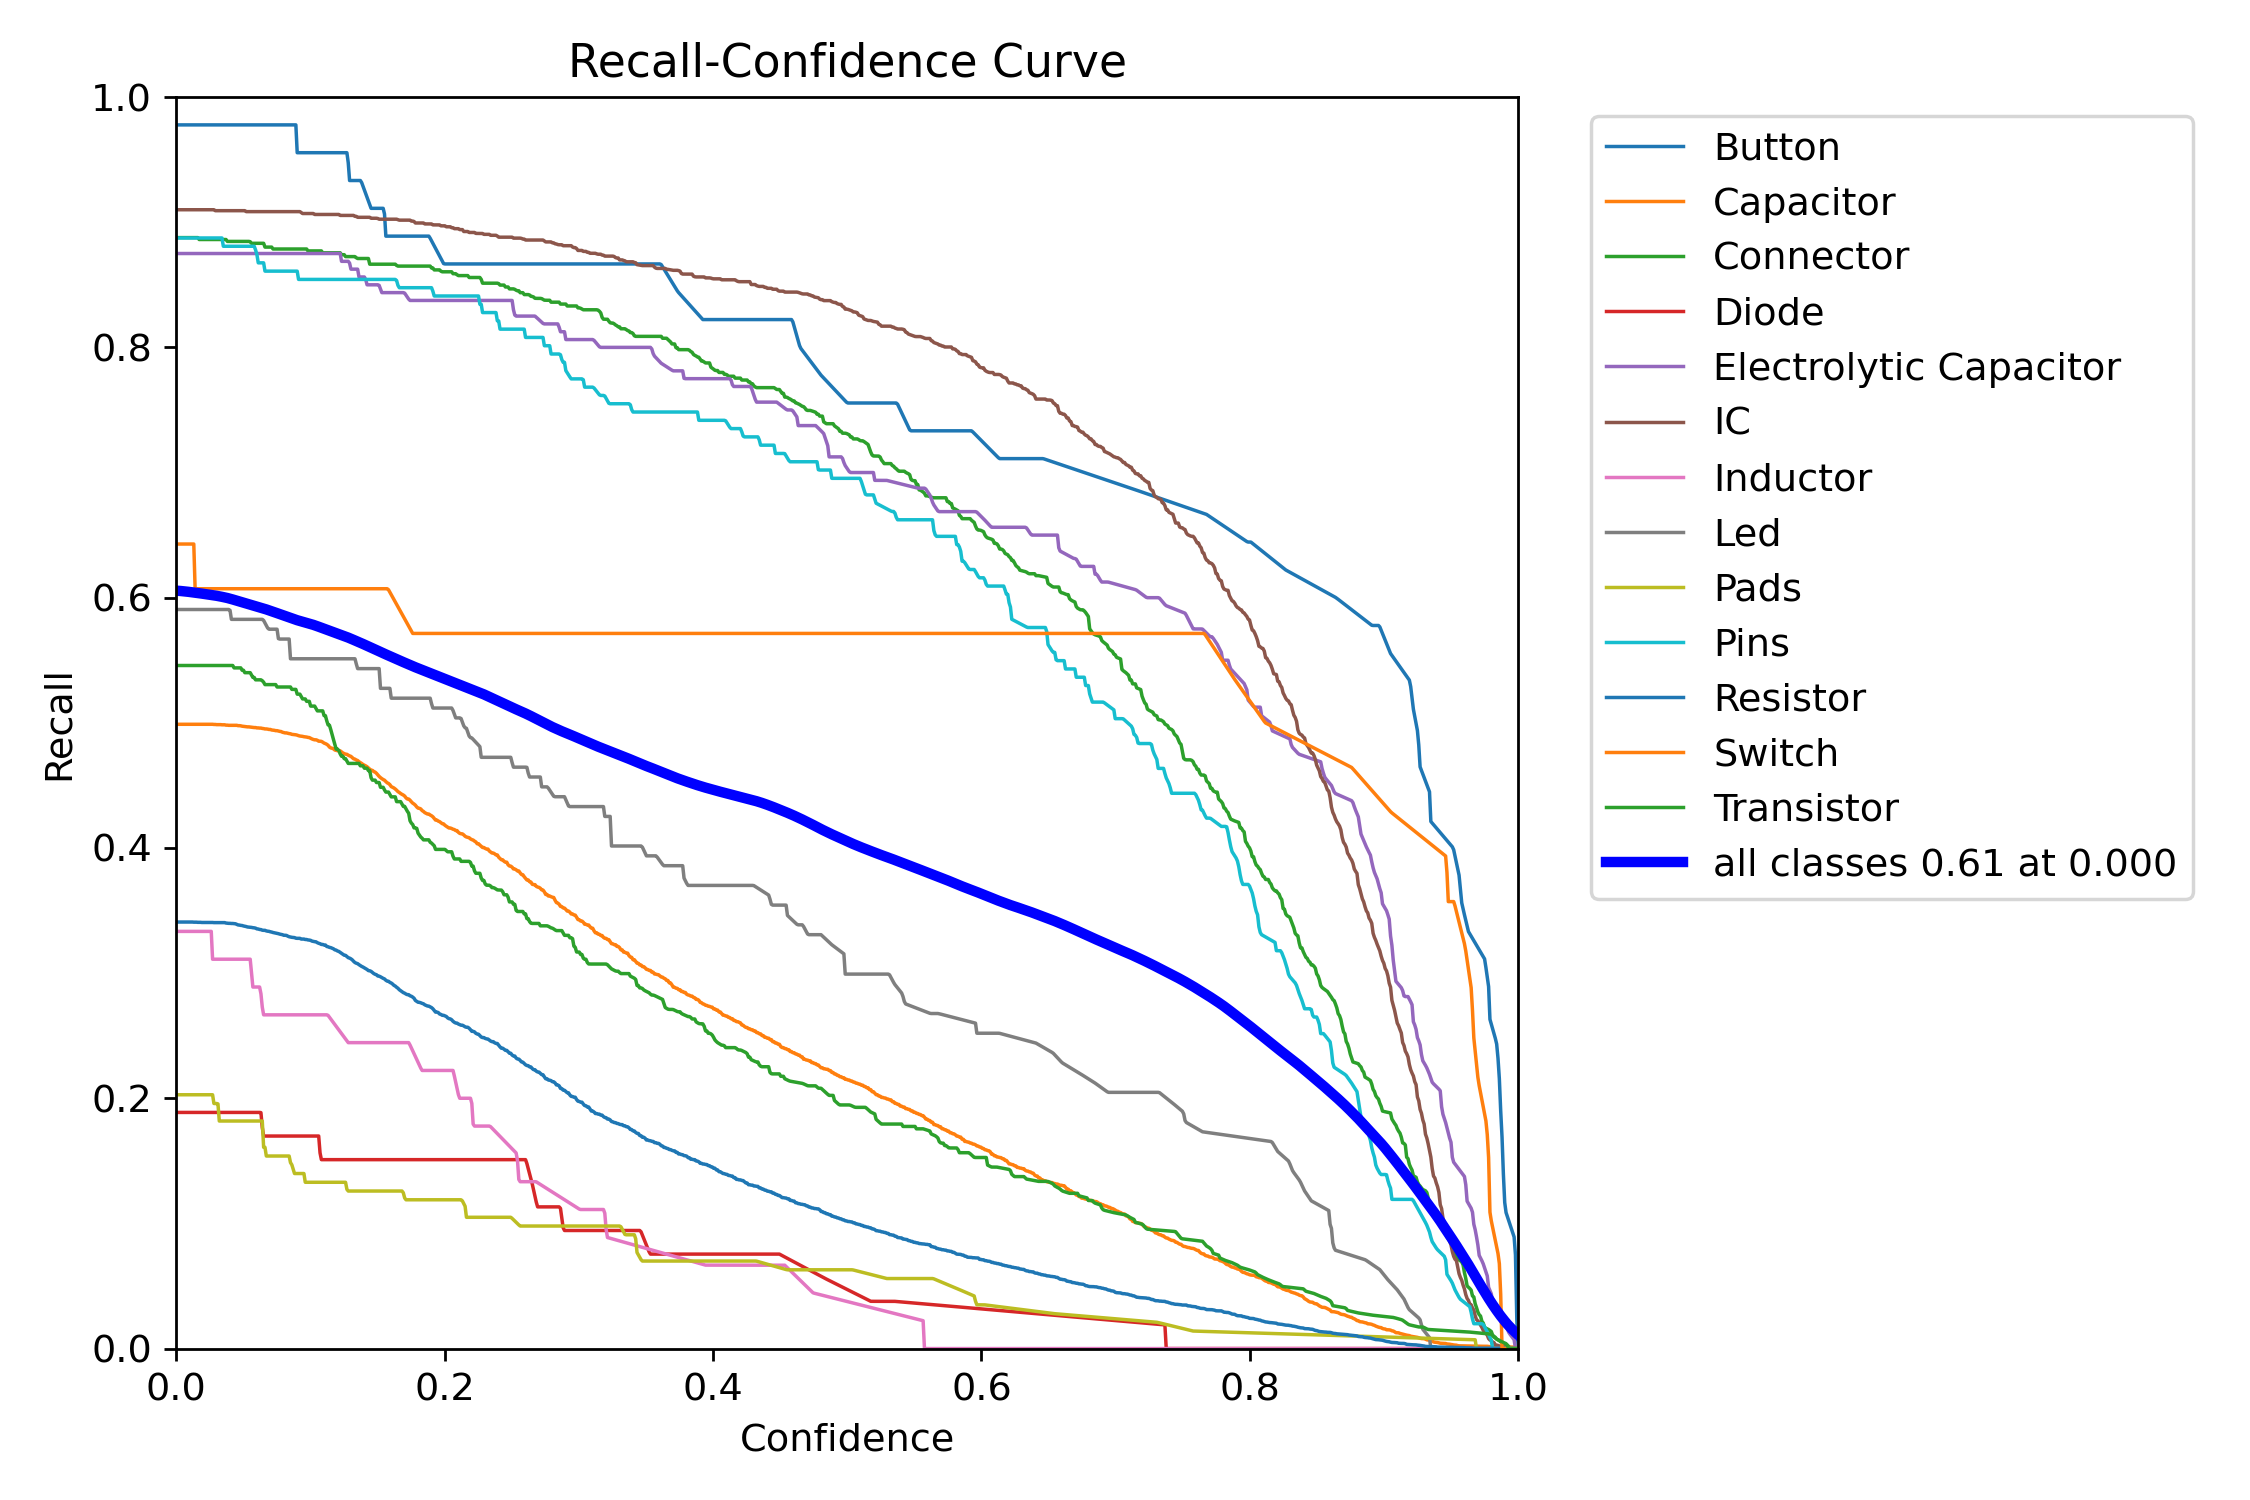 Recall-Confidence Curve
1.0
0.8
0.6
0.4
0.2
0.0
Recall
0.0 0.2 0.4 0.6 0.8 1.0
Confidence
Button
Capacitor
Connector
Diode
Electrolytic Capacitor
IC
Inductor
Led
Pads
Pins
Resistor
Switch
Transistor
all classes 0.61 at 0.000